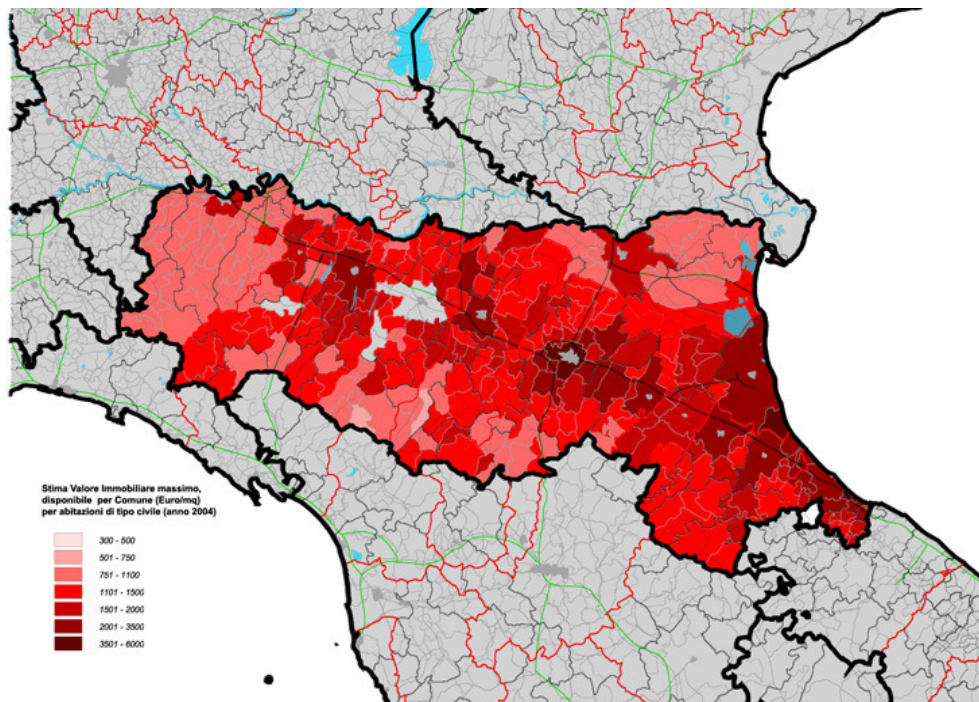 Stima Valore Immobiliare massimo,
disponibile per Comune (Euro/mq)
per abitazioni di tipo civile (anno 2004)
300 - 500
501 - 750
751 - 1100
1101 - 1500
1501 - 2000
2001 - 3500
3501 - 6000